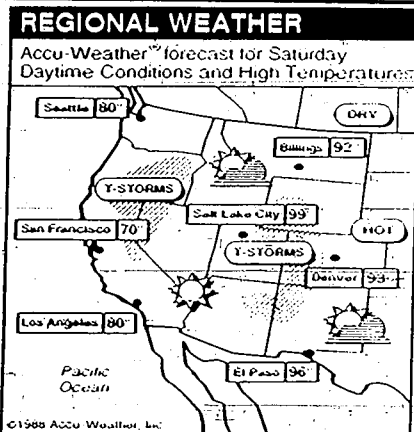 REGIONAL WEATHER
Accu-Weather™ forecast for Saturday
Daytime Conditions and High Temperatures
Seattle 80°
DRY
Billings 92°
T-STORMS
Salt Lake City 99°
San Francisco 70°
HOT
T-STORMS
Denver 93°
Los Angeles 80°
El Paso 96°
Pacific
Ocean
©1988 Accu-Weather, Inc